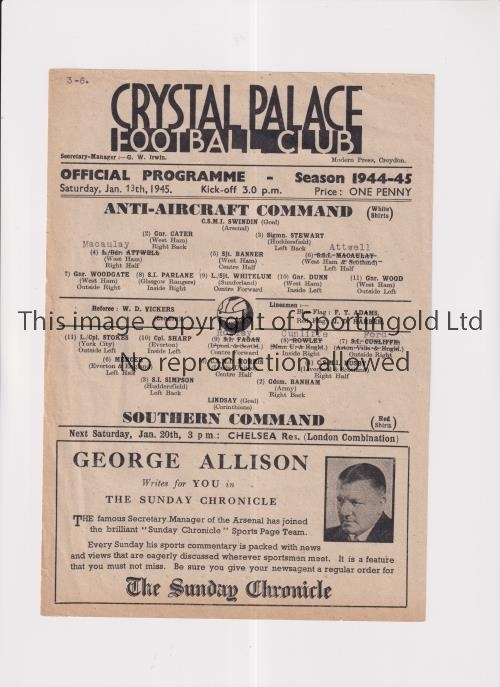 3-6.
CRYSTAL PALACE
FOOTBALL CLUB
Secretary-Manager :— G. W. Irwin. Modern Press, Croydon.
OFFICIAL PROGRAMME - Season 1944-45
Saturday, Jan. 13th, 1945. Kick-off 3.0 p.m. Price: ONE PENNY
ANTI-AIRCRAFT COMMAND (White Shirts)
C.S.M.I. SWINDIN (Goal)
(Arsenal)
(2) Gnr. CATER (3) Sigmn. STEWART
(West Ham) (Huddersfield)
Right Back Left Back
Macaulay Attwell
(4) L/Bdr. ATTWELL (5) Sjt. BANNER (6) S.S.I. MACAULAY
(West Ham) (West Ham) (West Ham & Scotland)
Right Half Centre Half Left Half
7) Gnr. WOODGATE (8) S.I. PARLANE (9) L/Sjt. WHITELUM (10) Gnr. DUNN (11) Gnr. WOOD
(West Ham) (Glasgow Rangers) (Sunderland) (West Ham) (West Ham)
Outside Right Inside Right Centre Forward Inside Left Outside Left
Referee: W. D. VICKERS Linesmen :—
Blue Flag: F. T. ADAMS,
This image copyright of sportingold Ltd
Cunliffe Ford
(11) L/Cpl. STOKES (10) Cpl. SHARP (9) S.I. FAGAN (8) ROWLEY (7) S.I. CUNLIFFE
(York City) (Everton)
Outside Left Inside Left Centre Forward Inside Right Outside Right
No reproduction allowed
Left Half Centre Half Right Half
(3) S.I. SIMPSON (2) Gdsm. BANHAM
(Huddersfield) (Army)
Left Back Right Back
LINDSAY (Goal)
(Corinthians)
SOUTHERN COMMAND (Red Shirts)
Next Saturday, Jan. 20th, 3 pm: CHELSEA Res. (London Combination)
GEORGE ALLISON
Writes for YOU in
THE SUNDAY CHRONICLE
THE famous Secretary.Manager of the Arsenal has joined
the brilliant "Sunday Chronicle" Sports Page Team.
Every Sunday his sports commentary is packed with news
and views that are eagerly discussed wherever sportsmen meet. It is a feature
that you must not miss. Be sure you give your newsagent a regular order for
The Sunday Chronicle